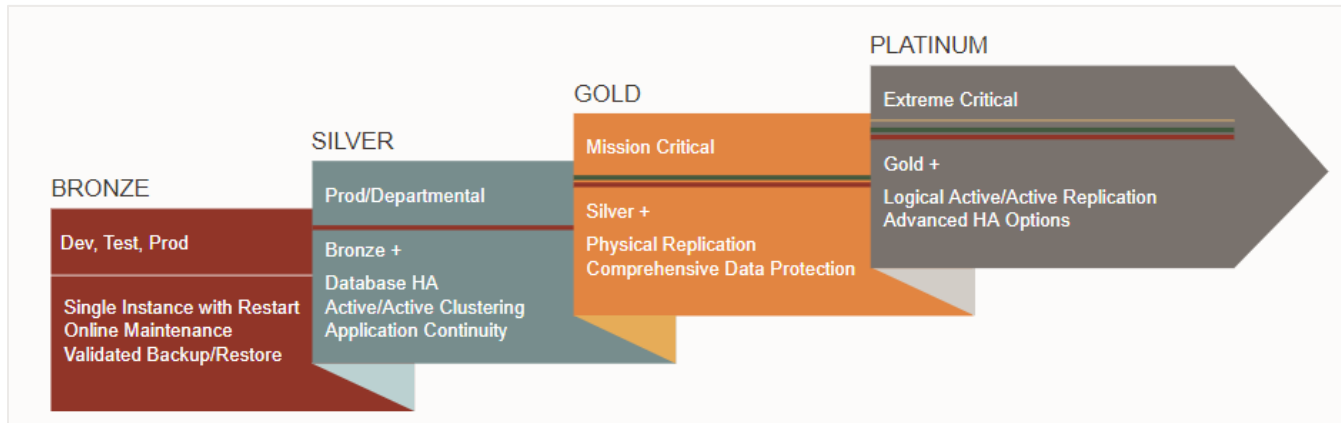 BRONZE
Dev, Test, Prod
Single Instance with Restart
Online Maintenance
Validated Backup/Restore
SILVER
Prod/Departmental
Bronze +
Database HA
Active/Active Clustering
Application Continuity
GOLD
Mission Critical
Silver +
Physical Replication
Comprehensive Data Protection
PLATINUM
Extreme Critical
Gold +
Logical Active/Active Replication
Advanced HA Options